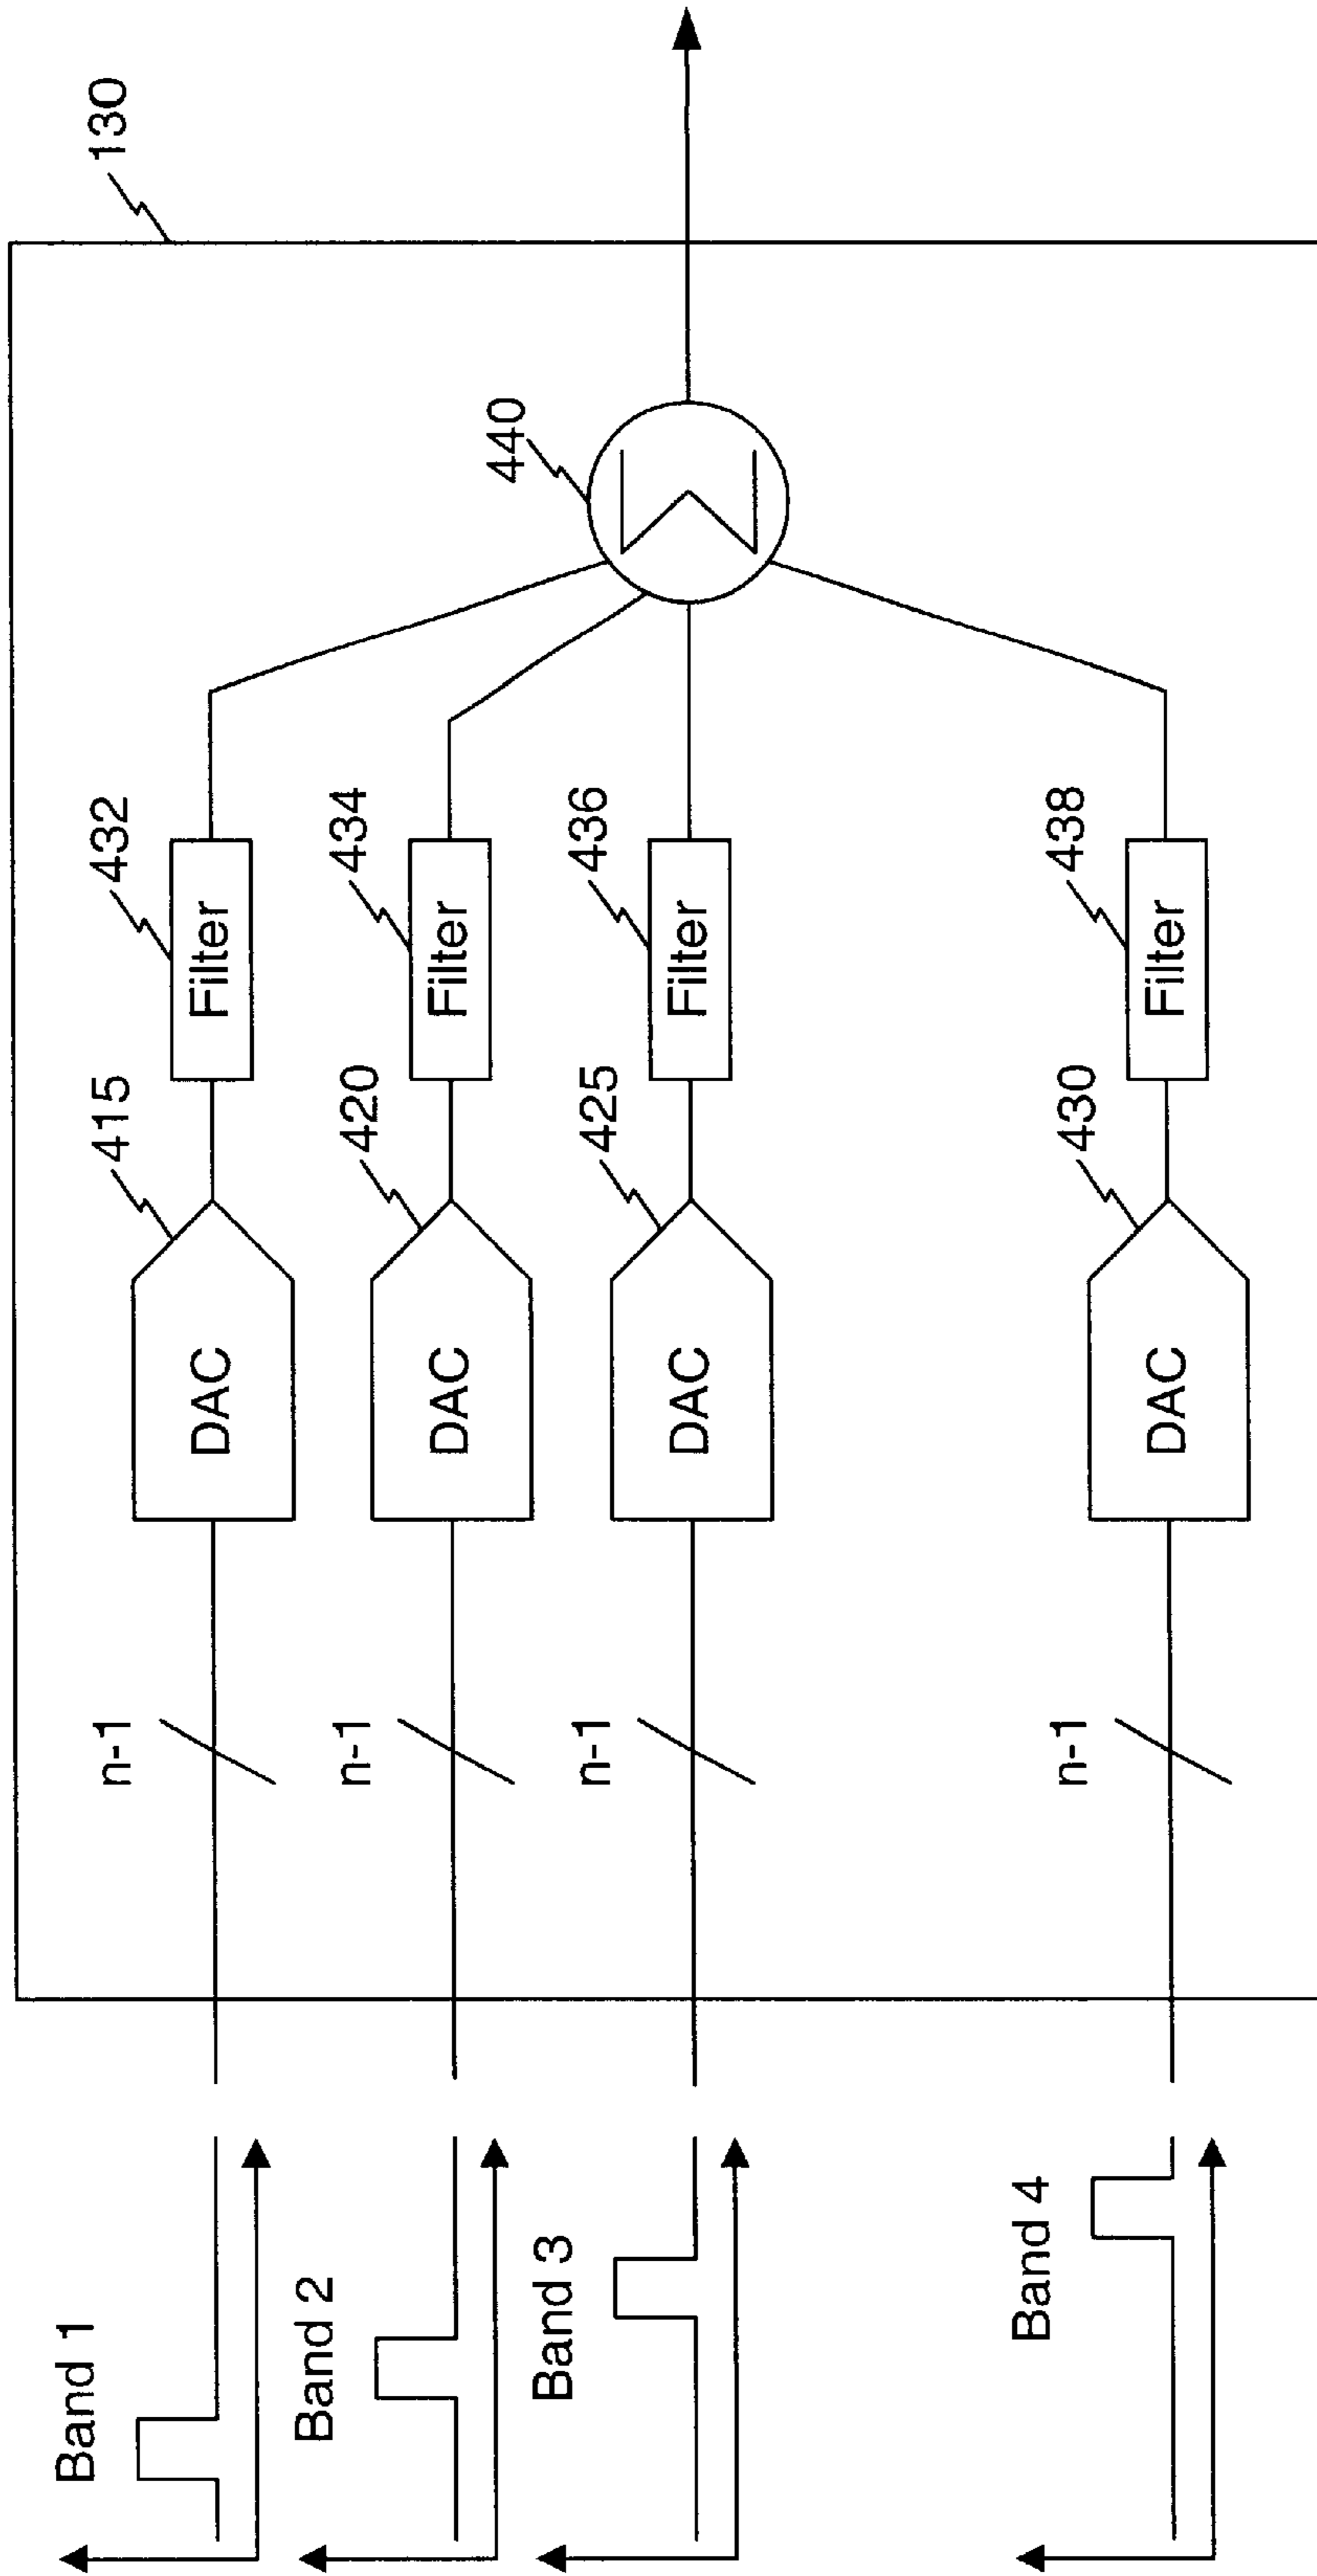 Band 1
n-1
415
432
130
DAC
Filter
Band 2
n-1
420
434
DAC
Filter
440
Σ
Band 3
n-1
425
436
DAC
Filter
Band 4
n-1
430
438
DAC
Filter